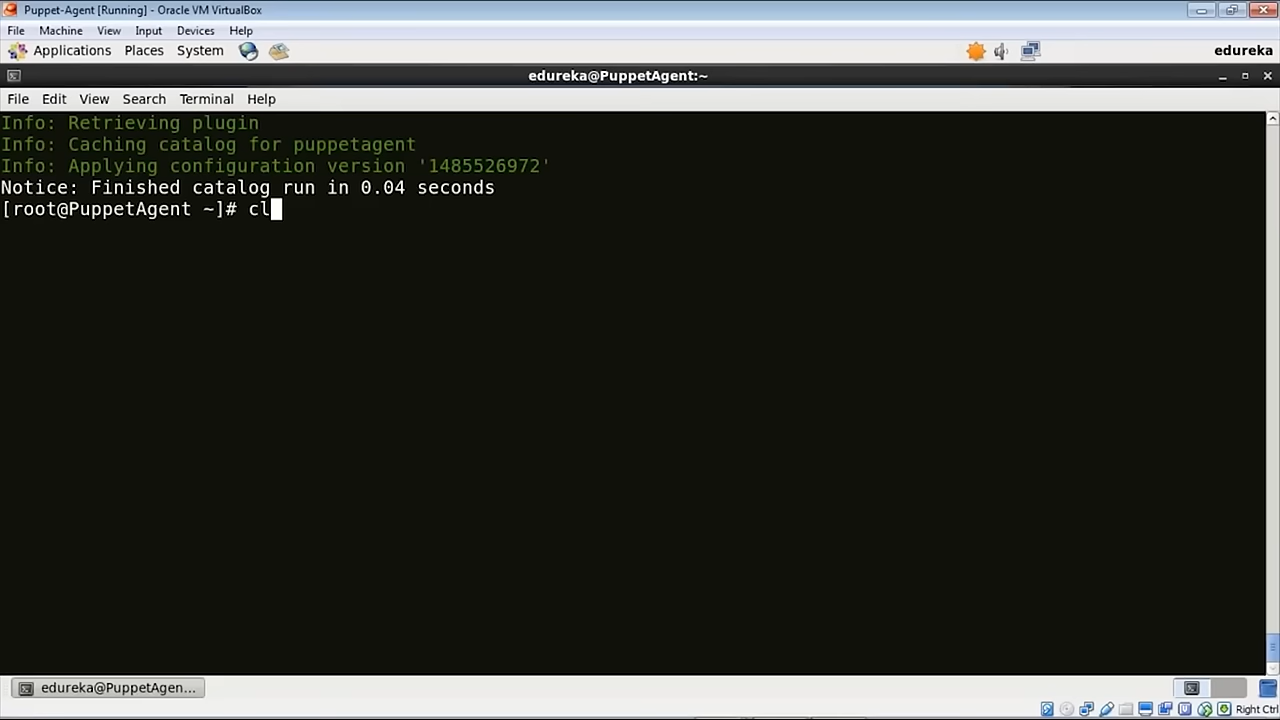 Puppet-Agent [Running] - Oracle VM VirtualBox
File Machine View Input Devices Help
Applications Places System edureka
edureka@PuppetAgent:~
File Edit View Search Terminal Help
Info: Retrieving plugin
Info: Caching catalog for puppetagent
Info: Applying configuration version '1485526972'
Notice: Finished catalog run in 0.04 seconds
[root@PuppetAgent ~]# cl
edureka@PuppetAgen...
Right Ctrl